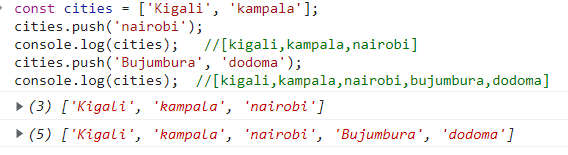 const cities = ['Kigali', 'kampala'];
cities.push('nairobi');
console.log(cities);   //[kigali,kampala,nairobi]
cities.push('Bujumbura', 'dodoma');
console.log(cities);  //[kigali,kampala,nairobi,bujumbura,dodoma]
▶ (3) ['Kigali', 'kampala', 'nairobi']
▶ (5) ['Kigali', 'kampala', 'nairobi', 'Bujumbura', 'dodoma']